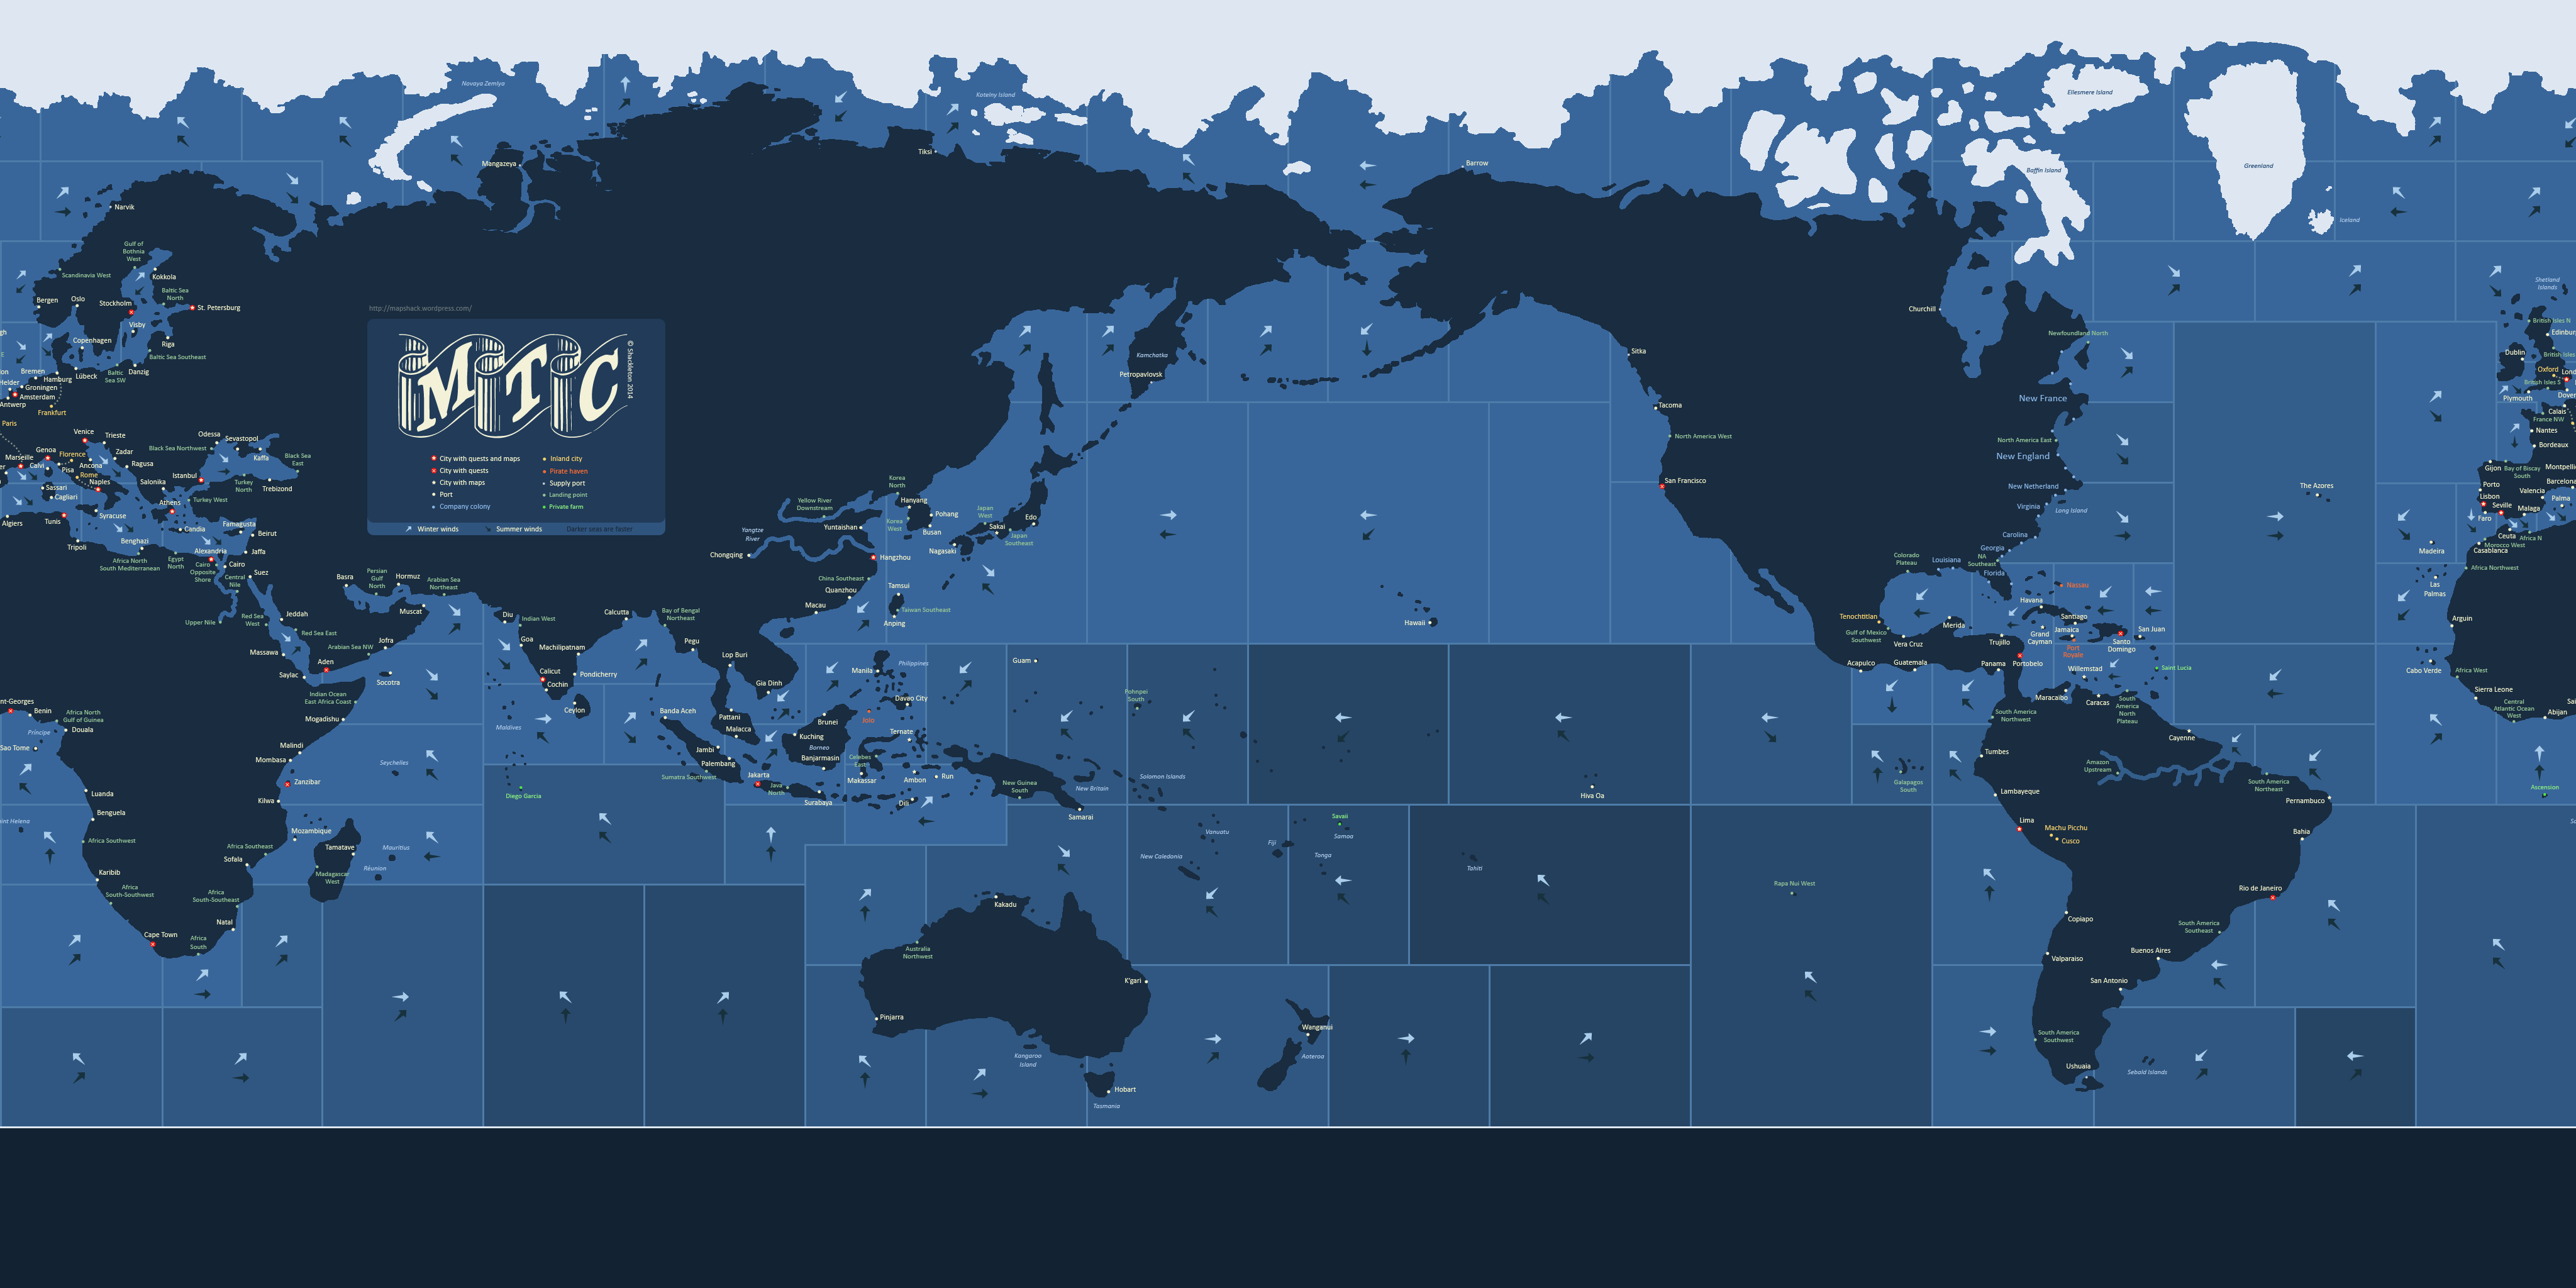 Novaya Zemlya
Kotelny Island
Ellesmere Island
Mangazeya
Tiksi
Barrow
Baffin Island
Greenland
Iceland
Narvik
Gulf of
Bothnia
West
Scandinavia West
Kokkola
Baltic Sea
North
Bergen
Oslo
Stockholm
St. Petersburg
Visby
Riga
Copenhagen
Baltic Sea Southeast
Baltic
Sea SW
Danzig
Bremen
Hamburg
Lübeck
Helder
Groningen
Amsterdam
Antwerp
Frankfurt
Paris
http://mapshack.wordpress.com/
MTC
© Shackleton 2014
City with quests and maps
City with quests
City with maps
Port
Company colony
Inland city
Pirate haven
Supply port
Landing point
Private farm
Winter winds
Summer winds
Darker seas are faster
Kamchatka
Petropavlovsk
Sitka
Tacoma
North America West
San Francisco
Churchill
Newfoundland North
New France
North America East
New England
New Netherland
Virginia
Long Island
Carolina
Georgia
NA
Southeast
Florida
Louisiana
Colorado
Plateau
Shetland
Islands
British Isles N
Edinbur
Dublin
British Isles
Oxford
Lond
British Isles S
Plymouth
Dover
Calais
France NW
Nantes
Bordeaux
Gijon
Bay of Biscay
South
Montpelli
Porto
Barcelona
Lisbon
Valencia
Palma
Seville
Malaga
Faro
Ceuta
Africa N
Morocco West
Casablanca
Africa Northwest
The Azores
Madeira
Las
Palmas
Arguin
Cabo Verde
Africa West
Sierra Leone
Central
Atlantic Ocean
West
Abijan
Ascension
Venice
Trieste
Genoa
Florence
Zadar
Marseille
Calvi
Pisa
Ancona
Ragusa
Rome
Naples
Sassari
Cagliari
Algiers
Tunis
Syracuse
Tripoli
Odessa
Sevastopol
Black Sea Northwest
Kaffa
Black Sea
East
Istanbul
Turkey
North
Trebizond
Salonika
Athens
Turkey West
Candia
Famagusta
Beirut
Benghazi
Alexandria
Jaffa
Africa North
South Mediterranean
Egypt
North
Cairo
Opposite
Shore
Cairo
Suez
Central
Nile
Upper Nile
Red Sea
West
Jeddah
Red Sea East
Massawa
Aden
Saylac
Basra
Persian
Gulf
North
Hormuz
Arabian Sea
Northeast
Muscat
Jofra
Arabian Sea NW
Socotra
Indian Ocean
East Africa Coast
Mogadishu
Malindi
Mombasa
Seychelles
Zanzibar
Kilwa
Mozambique
Africa Southeast
Sofala
Tamatave
Mauritius
Réunion
Madagascar
West
Africa
South-Southeast
Natal
Africa
South
Cape Town
Africa
South-Southwest
Karibib
Africa Southwest
Benguela
Luanda
nt-Georges
Benin
Africa North
Gulf of Guinea
Douala
Príncipe
Sao Tome
int Helena
Diu
Indian West
Goa
Calcutta
Machilipatnam
Calicut
Cochin
Pondicherry
Ceylon
Maldives
Diego Garcia
Bay of Bengal
Northeast
Pegu
Lop Buri
Gia Dinh
Banda Aceh
Pattani
Malacca
Jambi
Palembang
Sumatra Southwest
Jakarta
Java
North
Surabaya
Brunei
Kuching
Borneo
Banjarmasin
Celebes
East
Makassar
Manila
Philippines
Davao City
Jolo
Ternate
Ambon
Run
Dili
Yellow River
Downstream
Yangtze
River
Yuntaishan
Chongqing
Hangzhou
China Southeast
Quanzhou
Macau
Tamsui
Taiwan Southeast
Anping
Korea
North
Hanyang
Pohang
Korea
West
Busan
Japan
West
Sakai
Edo
Nagasaki
Japan
Southeast
Guam
Pohnpei
South
Hawaii
New Guinea
South
New Britain
Solomon Islands
Samarai
Vanuatu
New Caledonia
Fiji
Savaii
Samoa
Tonga
Tahiti
Hiva Oa
Rapa Nui West
Kakadu
Australia
Northwest
K'gari
Pinjarra
Kangaroo
Island
Hobart
Tasmania
Wanganui
Aoteroa
Tenochtitlan
Gulf of Mexico
Southwest
Vera Cruz
Merida
Acapulco
Guatemala
Trujillo
Nassau
Havana
Santiago
Grand
Cayman
Jamaica
Port
Royale
San Juan
Santo
Domingo
Panama
Portobelo
Willemstad
Saint Lucia
Maracaibo
Caracas
South
America
North
Plateau
South America
Northwest
Cayenne
Tumbes
Amazon
Upstream
Galapagos
South
Lambayeque
South America
Northeast
Pernambuco
Lima
Machu Picchu
Cusco
Bahia
Rio de Janeiro
Copiapo
South America
Southeast
Valparaiso
Buenos Aires
San Antonio
South America
Southwest
Ushuaia
Sebald Islands